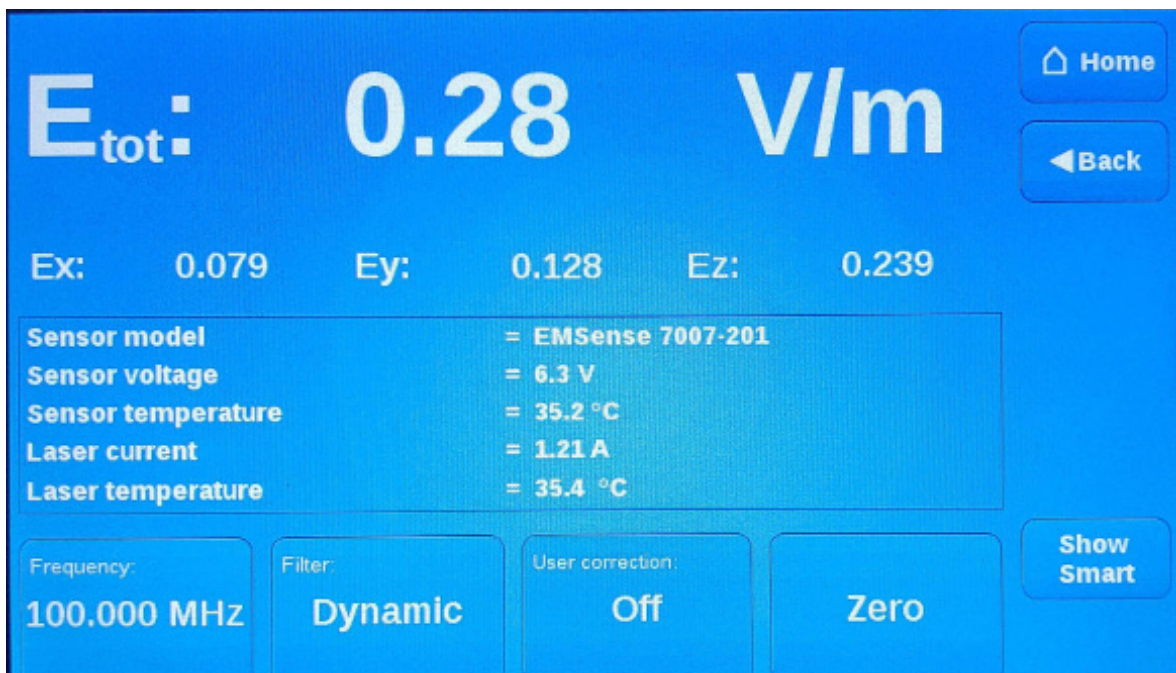 Etot: 0.28 V/m
Home
Back
Ex: 0.079 Ey: 0.128 Ez: 0.239
Sensor model = EMSense 7007-201
Sensor voltage = 6.3 V
Sensor temperature = 35.2 °C
Laser current = 1.21 A
Laser temperature = 35.4 °C
Show
Smart
Frequency: Filter: User correction:
100.000 MHz Dynamic Off Zero